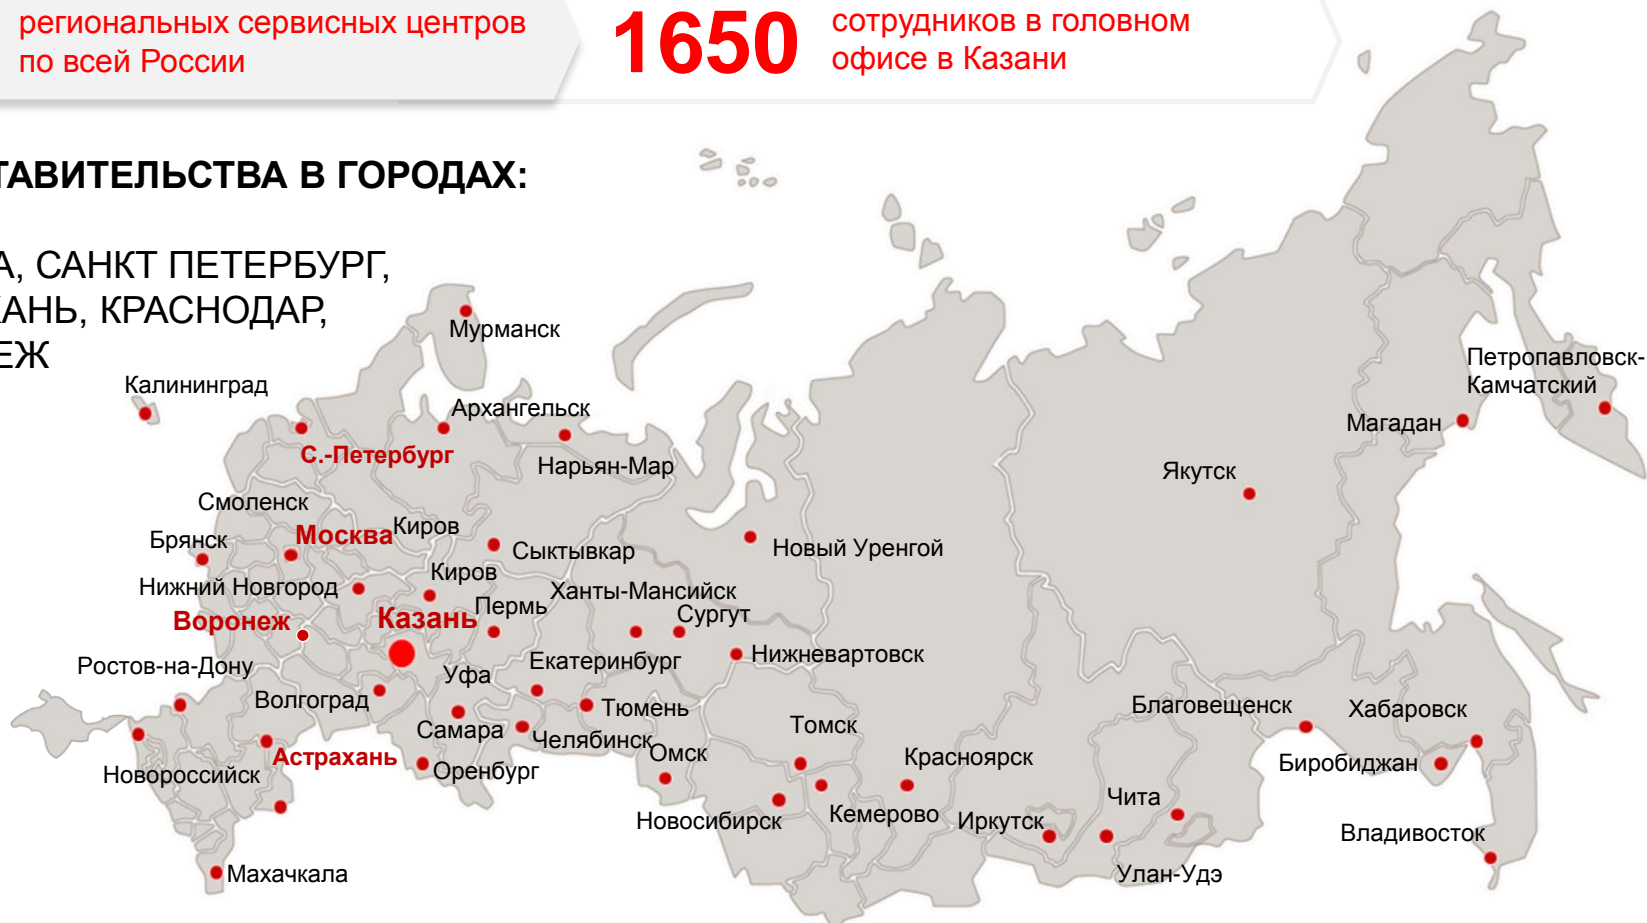 региональных сервисных центров
по всей России
1650
сотрудников в головном
офисе в Казани
ТАВИТЕЛЬСТВА В ГОРОДАХ:
А, САНКТ ПЕТЕРБУРГ,
АНЬ, КРАСНОДАР,
ЕЖ
Мурманск
Калининград
Архангельск
С.-Петербург
Нарьян-Мар
Петропавловск-
Камчатский
Магадан
Якутск
Смоленск
Москва
Киров
Брянск
Сыктывкар
Новый Уренгой
Нижний Новгород
Киров
Ханты-Мансийск
Воронеж
Казань
Пермь
Сургут
Ростов-на-Дону
Уфа
Екатеринбург
Нижневартовск
Волгоград
Тюмень
Самара
Челябинск
Благовещенск
Хабаровск
Томск
Астрахань
Омск
Красноярск
Биробиджан
Новороссийск
Оренбург
Чита
Новосибирск
Кемерово
Иркутск
Владивосток
Махачкала
Улан-Удэ